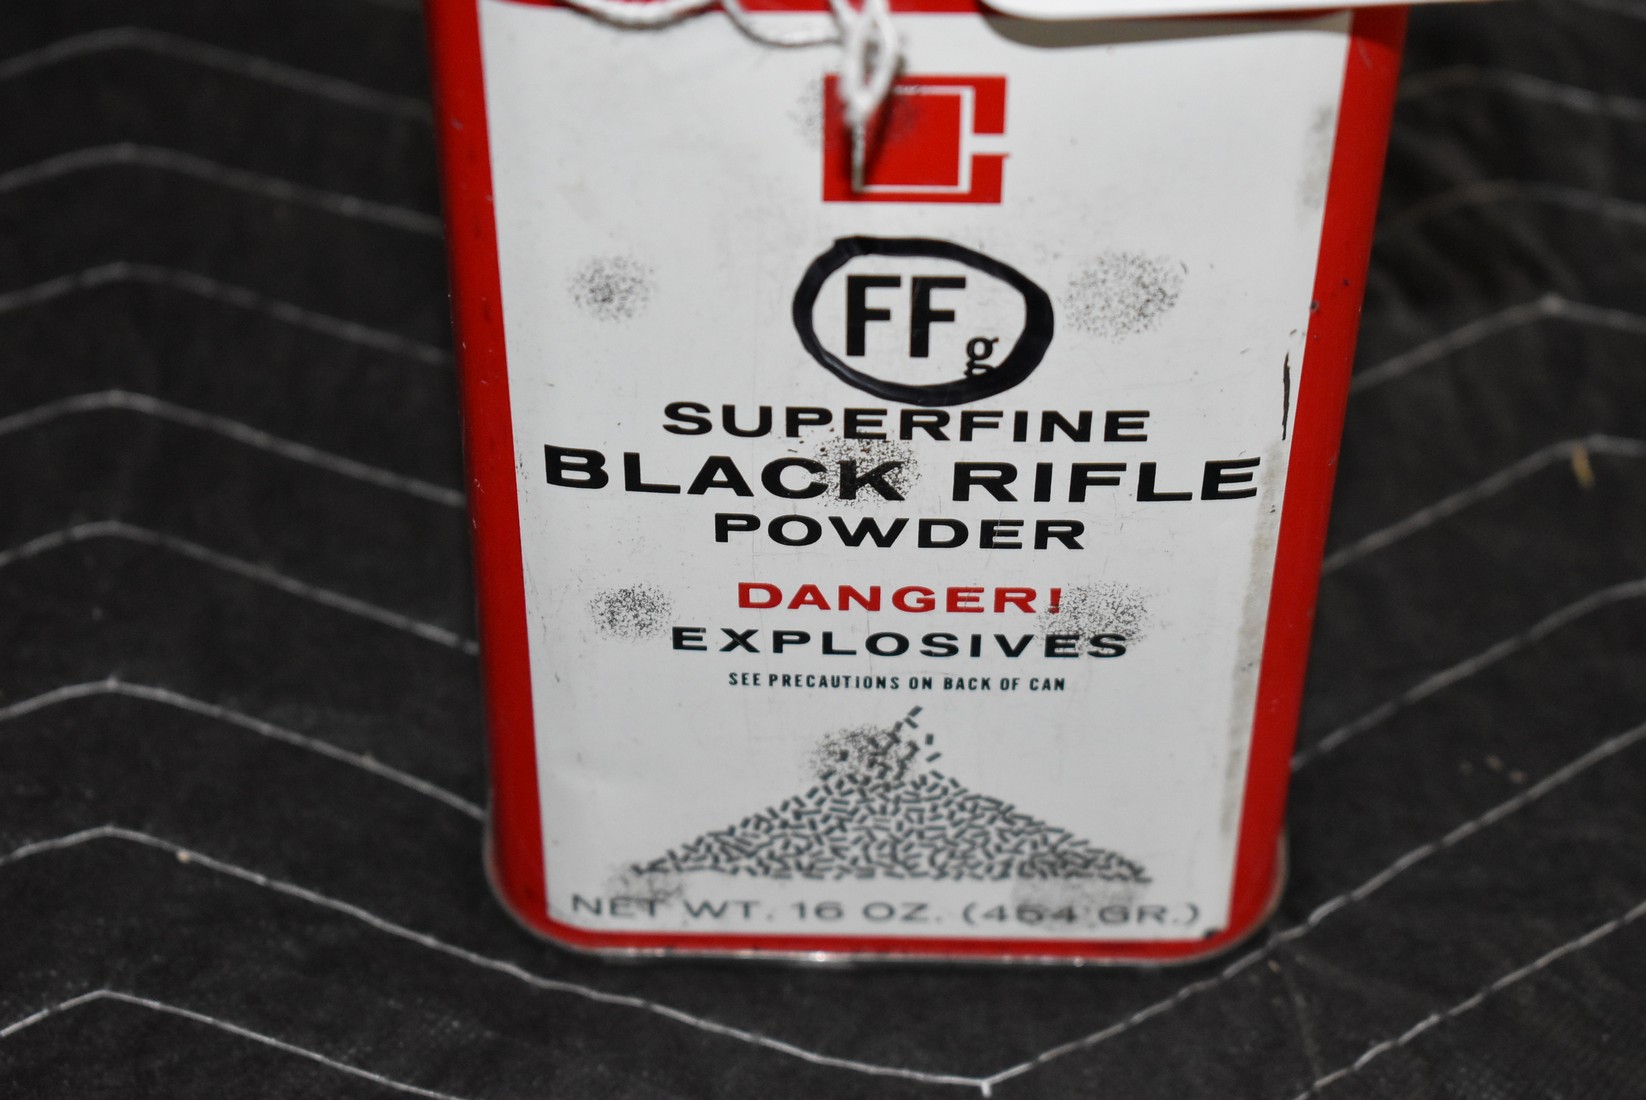 FFg
SUPERFINE
BLACK RIFLE
POWDER
DANGER!
EXPLOSIVES
SEE PRECAUTIONS ON BACK OF CAN
NET WT. 16 OZ. (454 GR.)